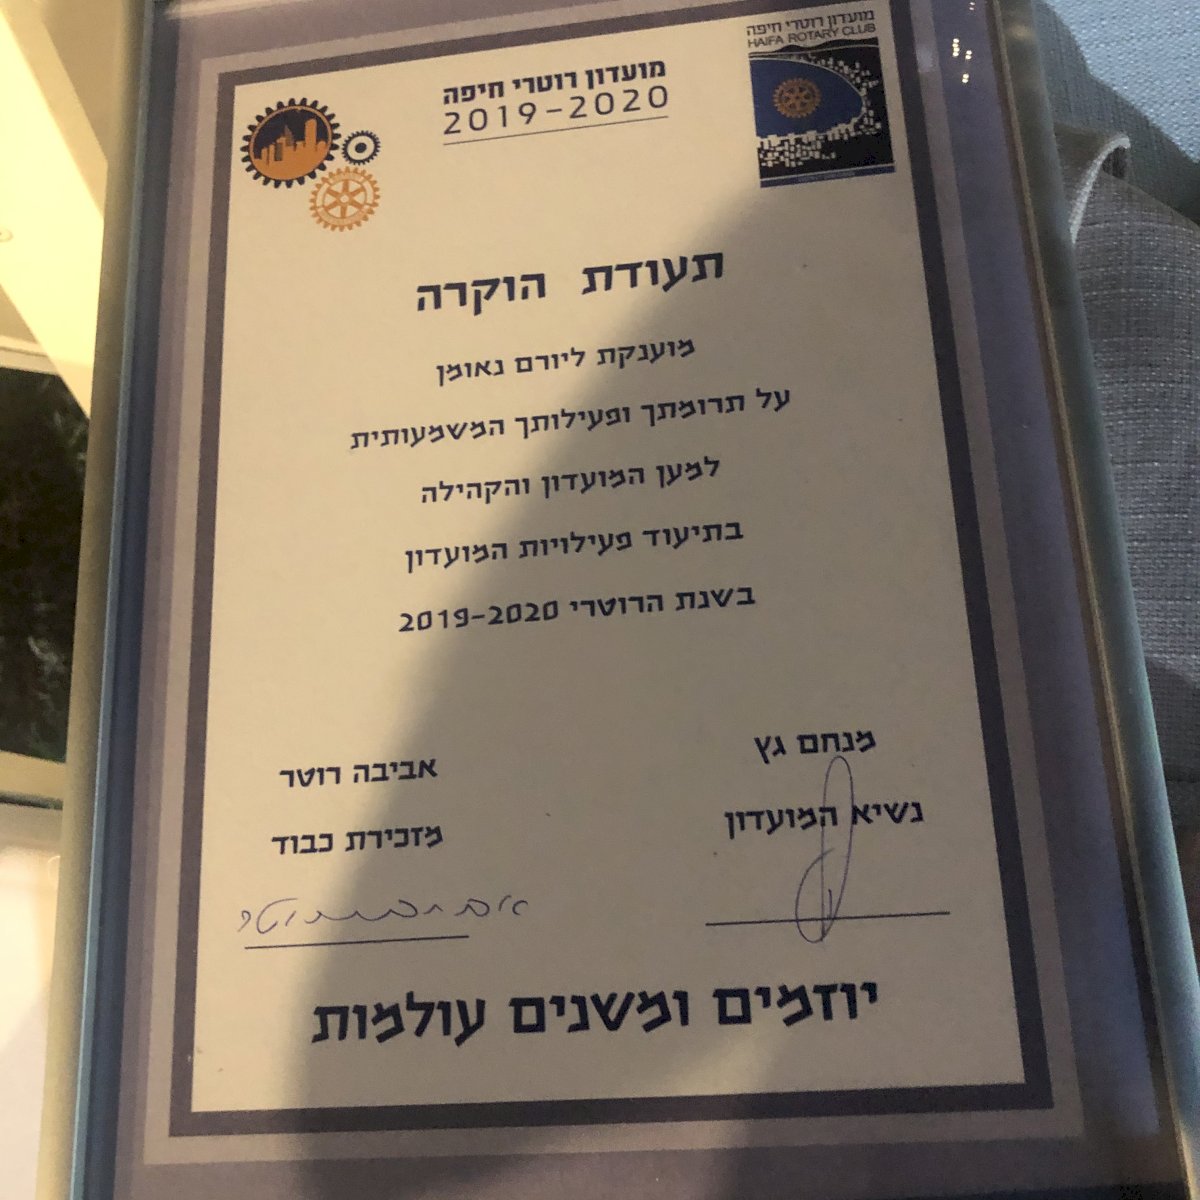 מועדון רוטרי חיפה
HAIFA ROTARY CLUB
מועדון רוטרי חיפה
2019-2020
תעודת הוקרה
מוענקת ליורם נאומן
על תרומתך ופעילותך המשמעותית
למען המועדון והקהילה
בתיעוד פעילויות המועדון
בשנת הרוטרי 2019-2020
מנחם גץ
נשיא המועדון
אביבה רוטר
מזכירת כבוד
אביבה רוטר
יוזמים ומשנים עולמות